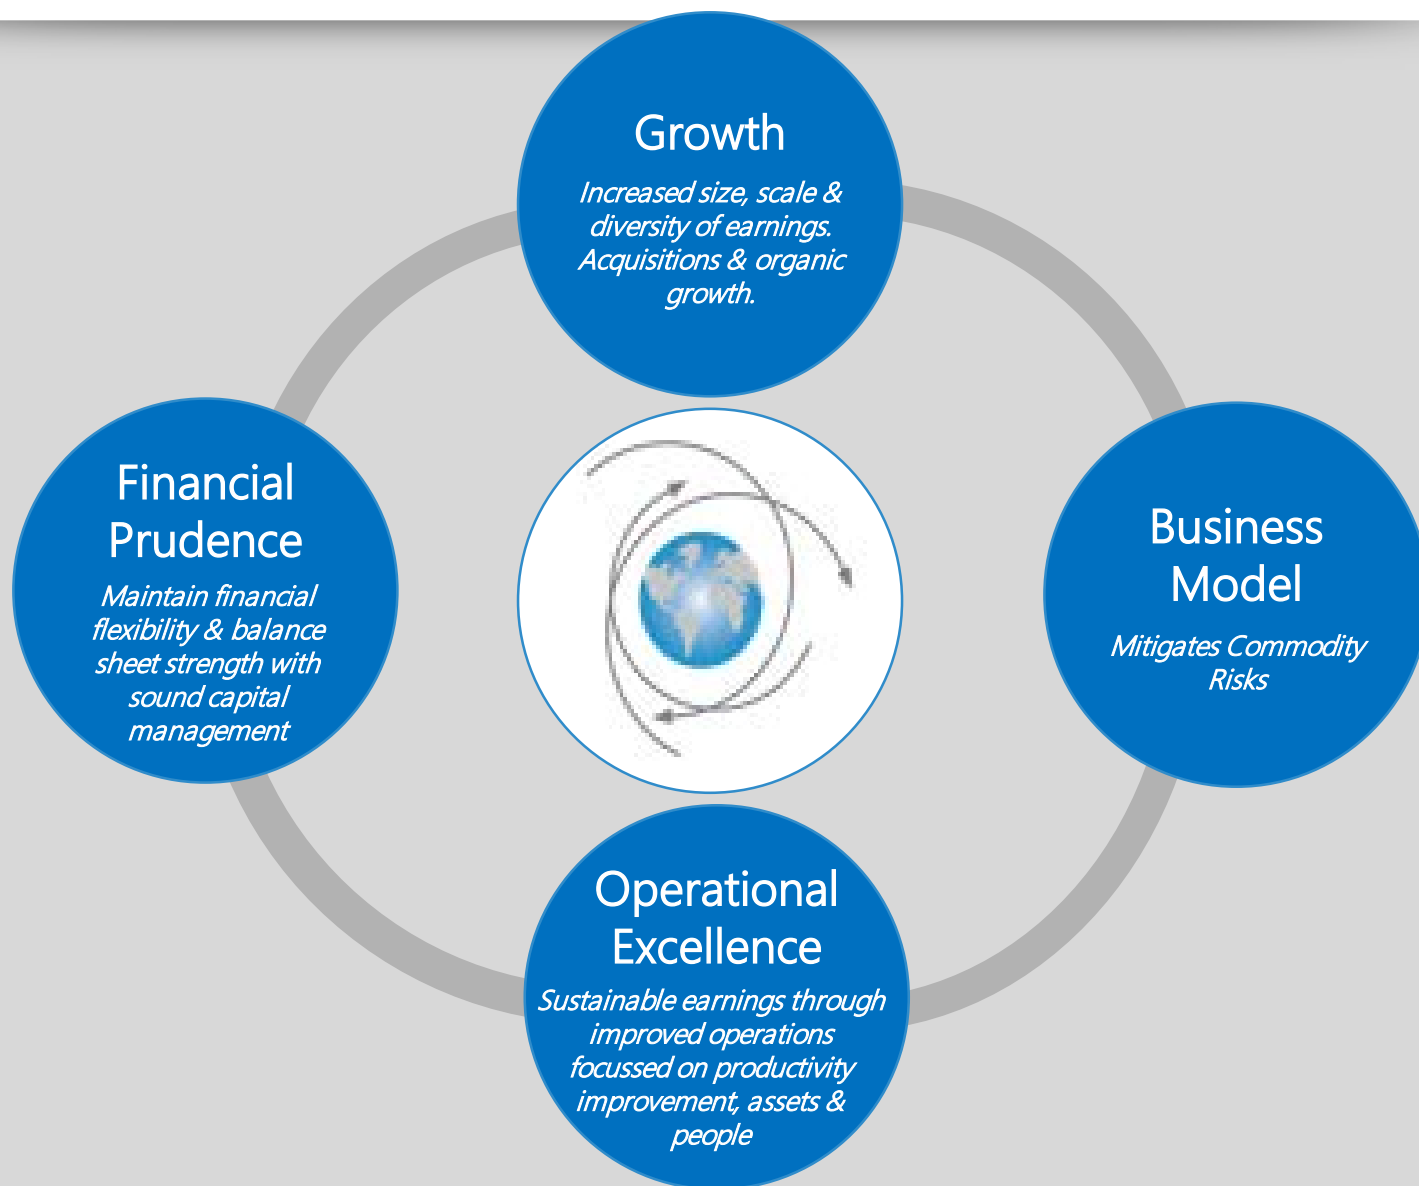 Growth
Increased size, scale &
diversity of earnings.
Acquisitions & organic
growth.
Financial
Prudence
Maintain financial
flexibility & balance
sheet strength with
sound capital
management
Business
Model
Mitigates Commodity
Risks
Operational
Excellence
Sustainable earnings through
improved operations
focussed on productivity
improvement, assets &
people